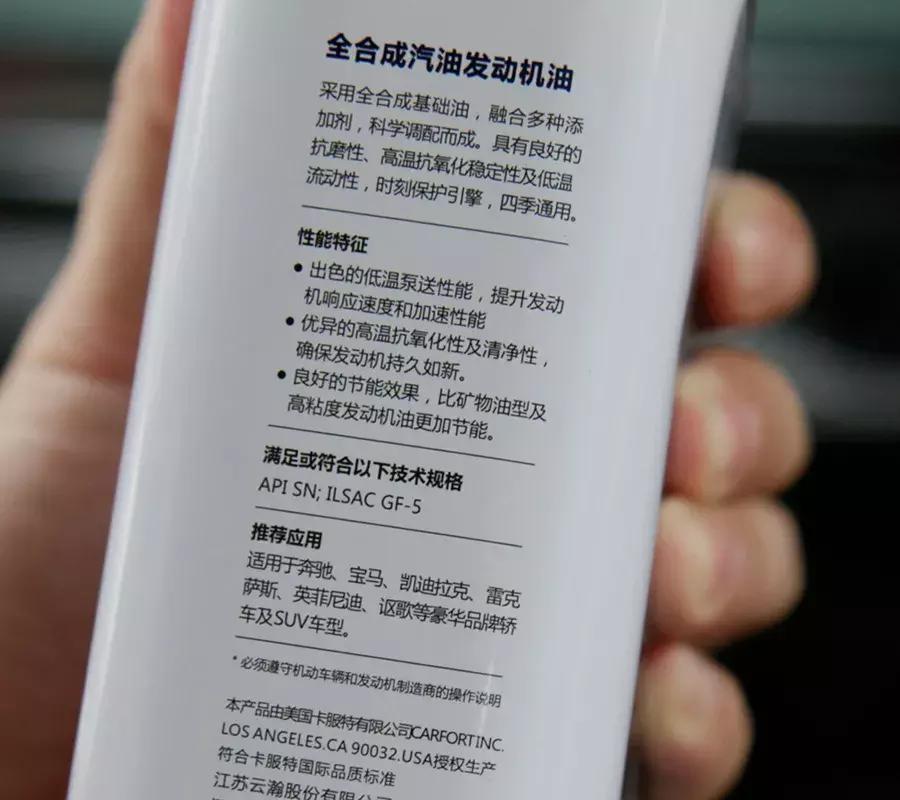 全合成汽油发动机油
采用全合成基础油，融合多种添
加剂，科学调配而成。具有良好的
抗磨性、高温抗氧化稳定性及低温
流动性，时刻保护引擎，四季通用。
性能特征
● 出色的低温泵送性能，提升发动
机响应速度和加速性能
● 优异的高温抗氧化性及清净性，
确保发动机持久如新。
● 良好的节能效果，比矿物油型及
高粘度发动机油更加节能。
满足或符合以下技术规格
API SN; ILSAC GF-5
推荐应用
适用于奔驰、宝马、凯迪拉克、雷克
萨斯、英菲尼迪、讴歌等豪华品牌轿
车及SUV车型。
* 必须遵守机动车辆和发动机制造商的操作说明
本产品由美国卡服特有限公司CARFORT INC.
LOS ANGELES.CA 90032.USA授权生产
符合卡服特国际品质标准
江苏云瀚股份有限公司